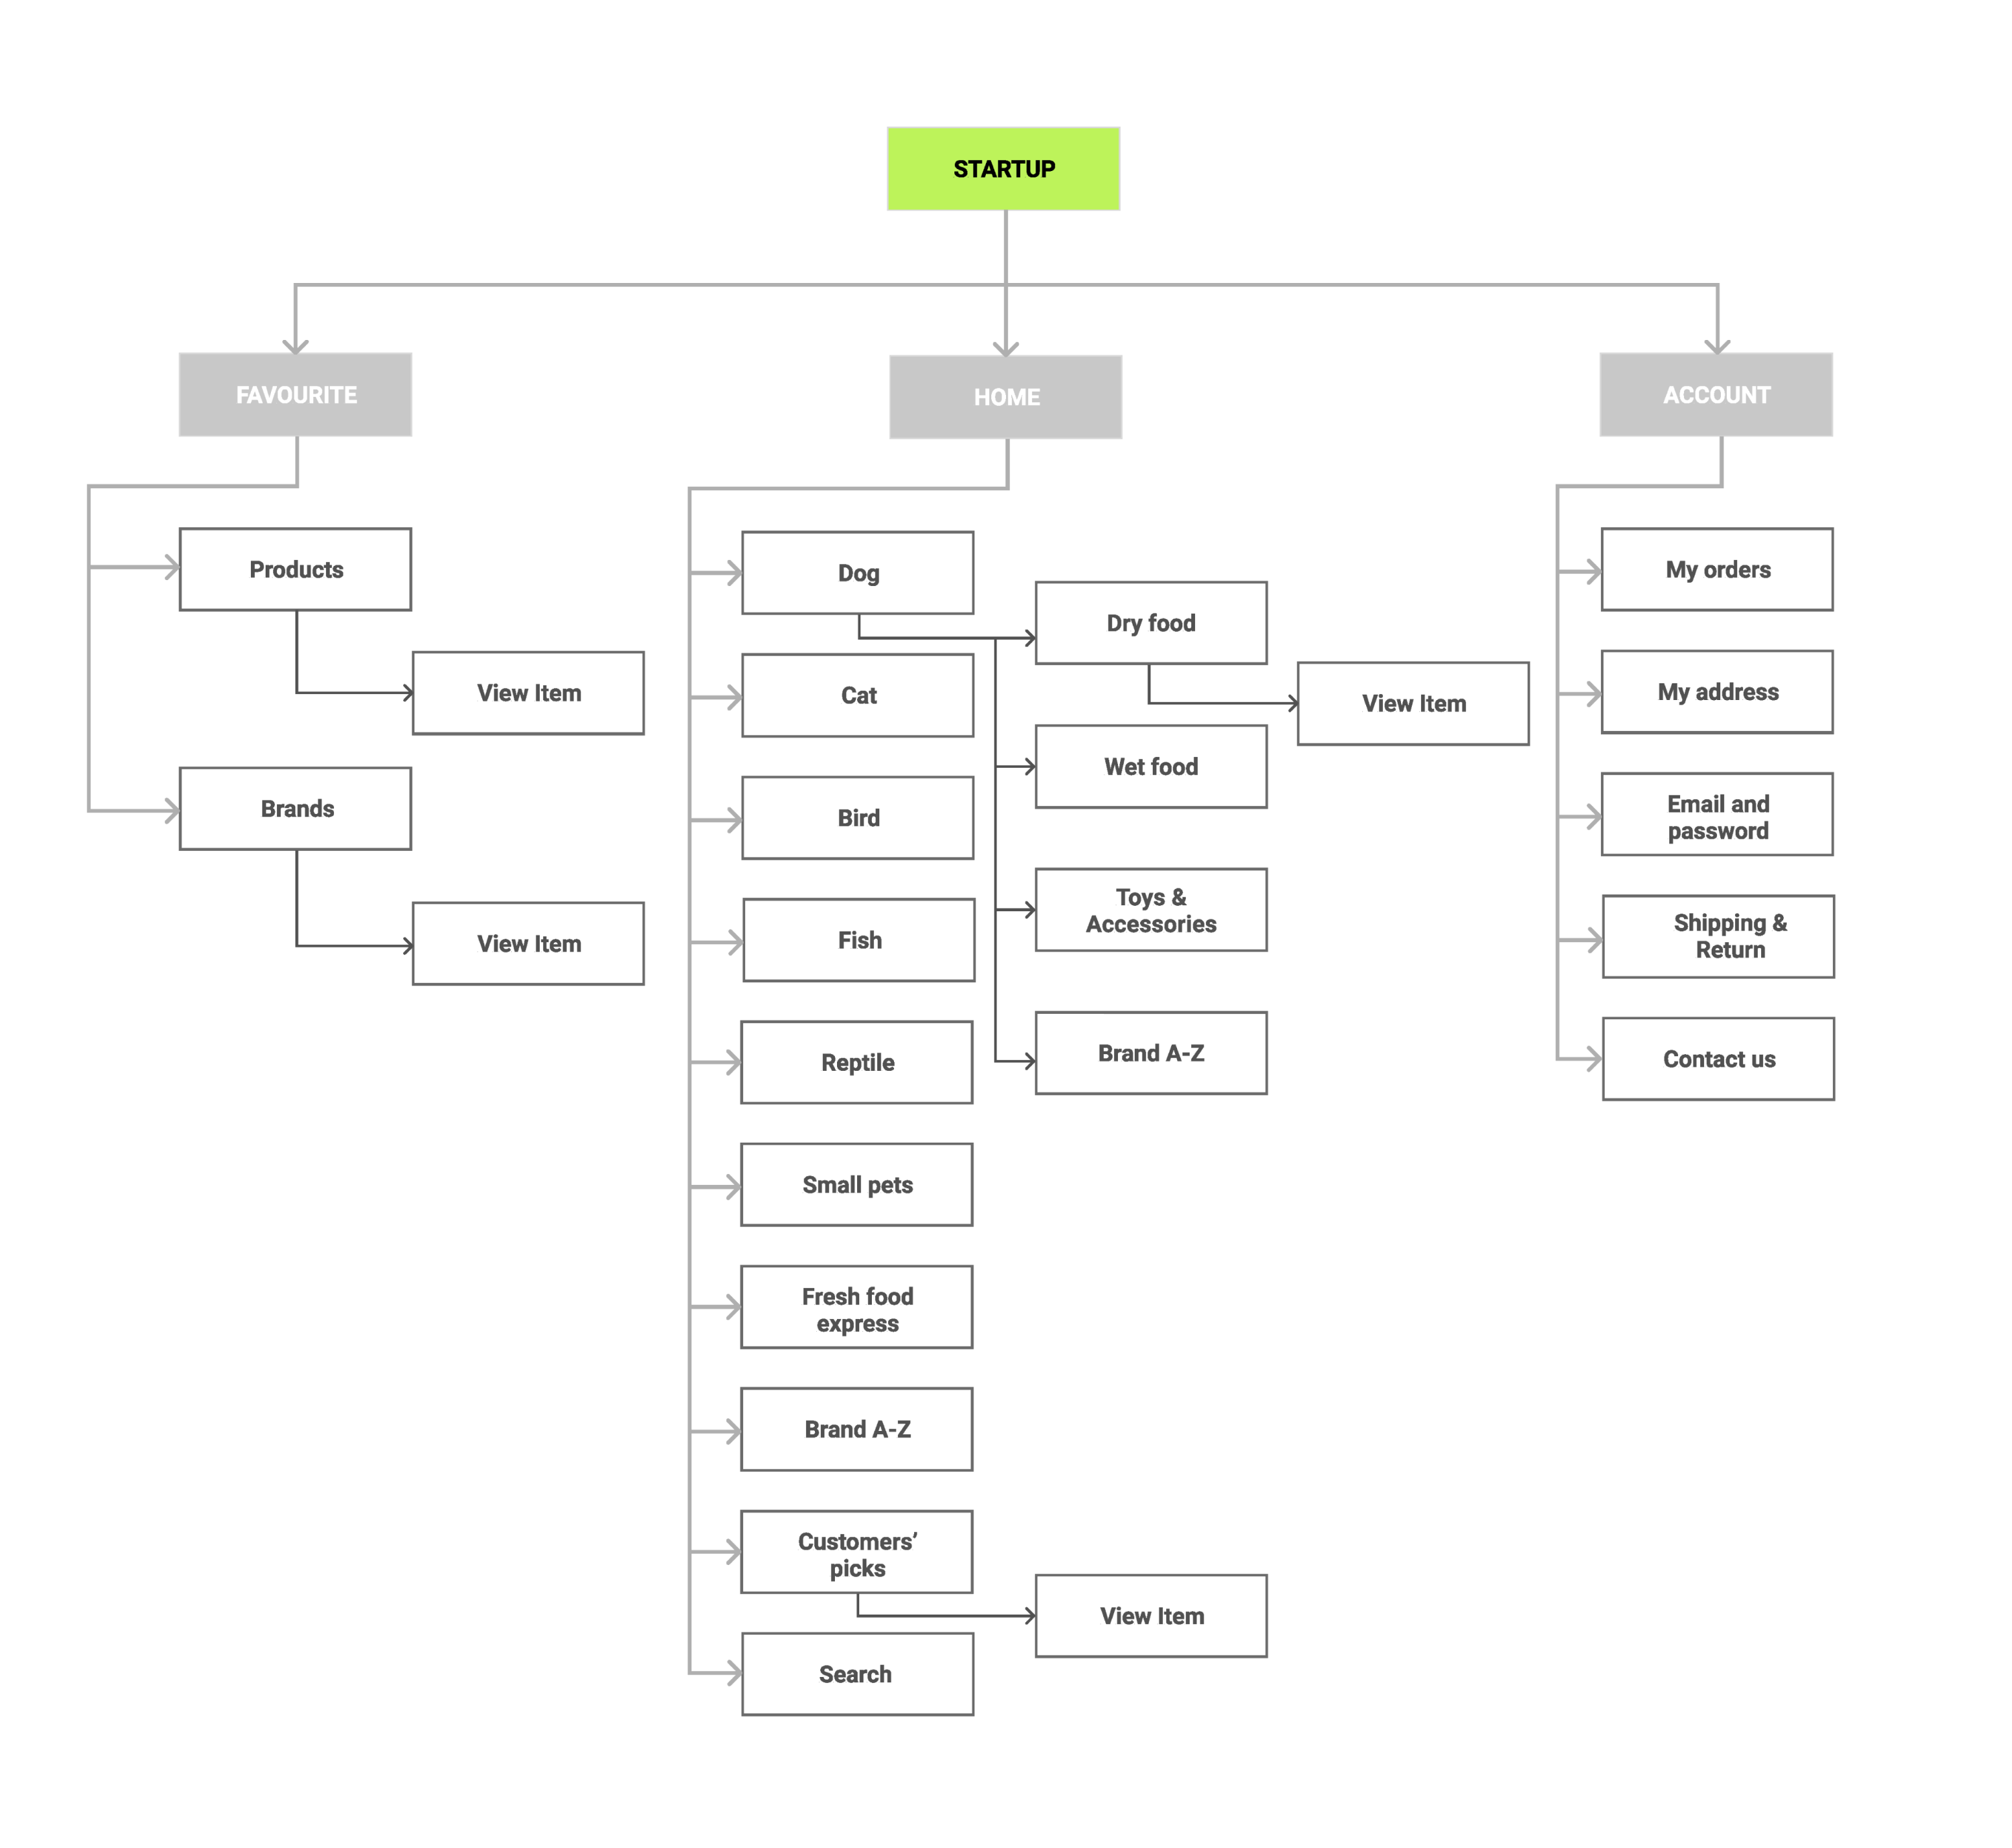 STARTUP
FAVOURITE
HOME
ACCOUNT
Products
View Item
Brands
View Item
Dog
Dry food
View Item
Wet food
Toys &
Accessories
Brand A-Z
Cat
Bird
Fish
Reptile
Small pets
Fresh food
express
Brand A-Z
Customers’
picks
View Item
Search
My orders
My address
Email and
password
Shipping &
Return
Contact us